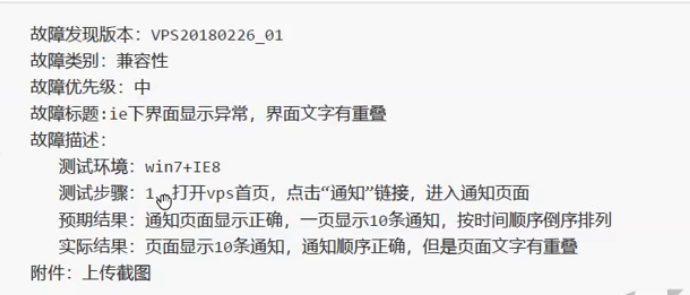 故障发现版本：VPS20180226_01
故障类别：兼容性
故障优先级：中
故障标题:ie下界面显示异常，界面文字有重叠
故障描述：
测试环境：win7+IE8
测试步骤：1、打开vps首页，点击“通知”链接，进入通知页面
预期结果：通知页面显示正确，一页显示10条通知，按时间顺序倒序排列
实际结果：页面显示10条通知，通知顺序正确，但是页面文字有重叠
附件：上传截图